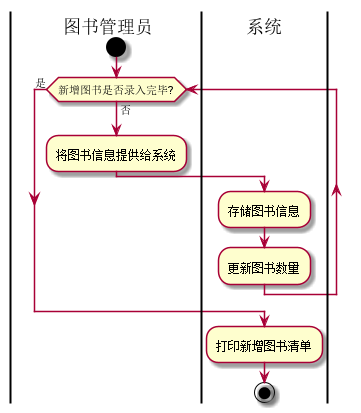 图书管理员
系统
新增图书是否录入完毕?
是
否
将图书信息提供给系统
存储图书信息
更新图书数量
打印新增图书清单